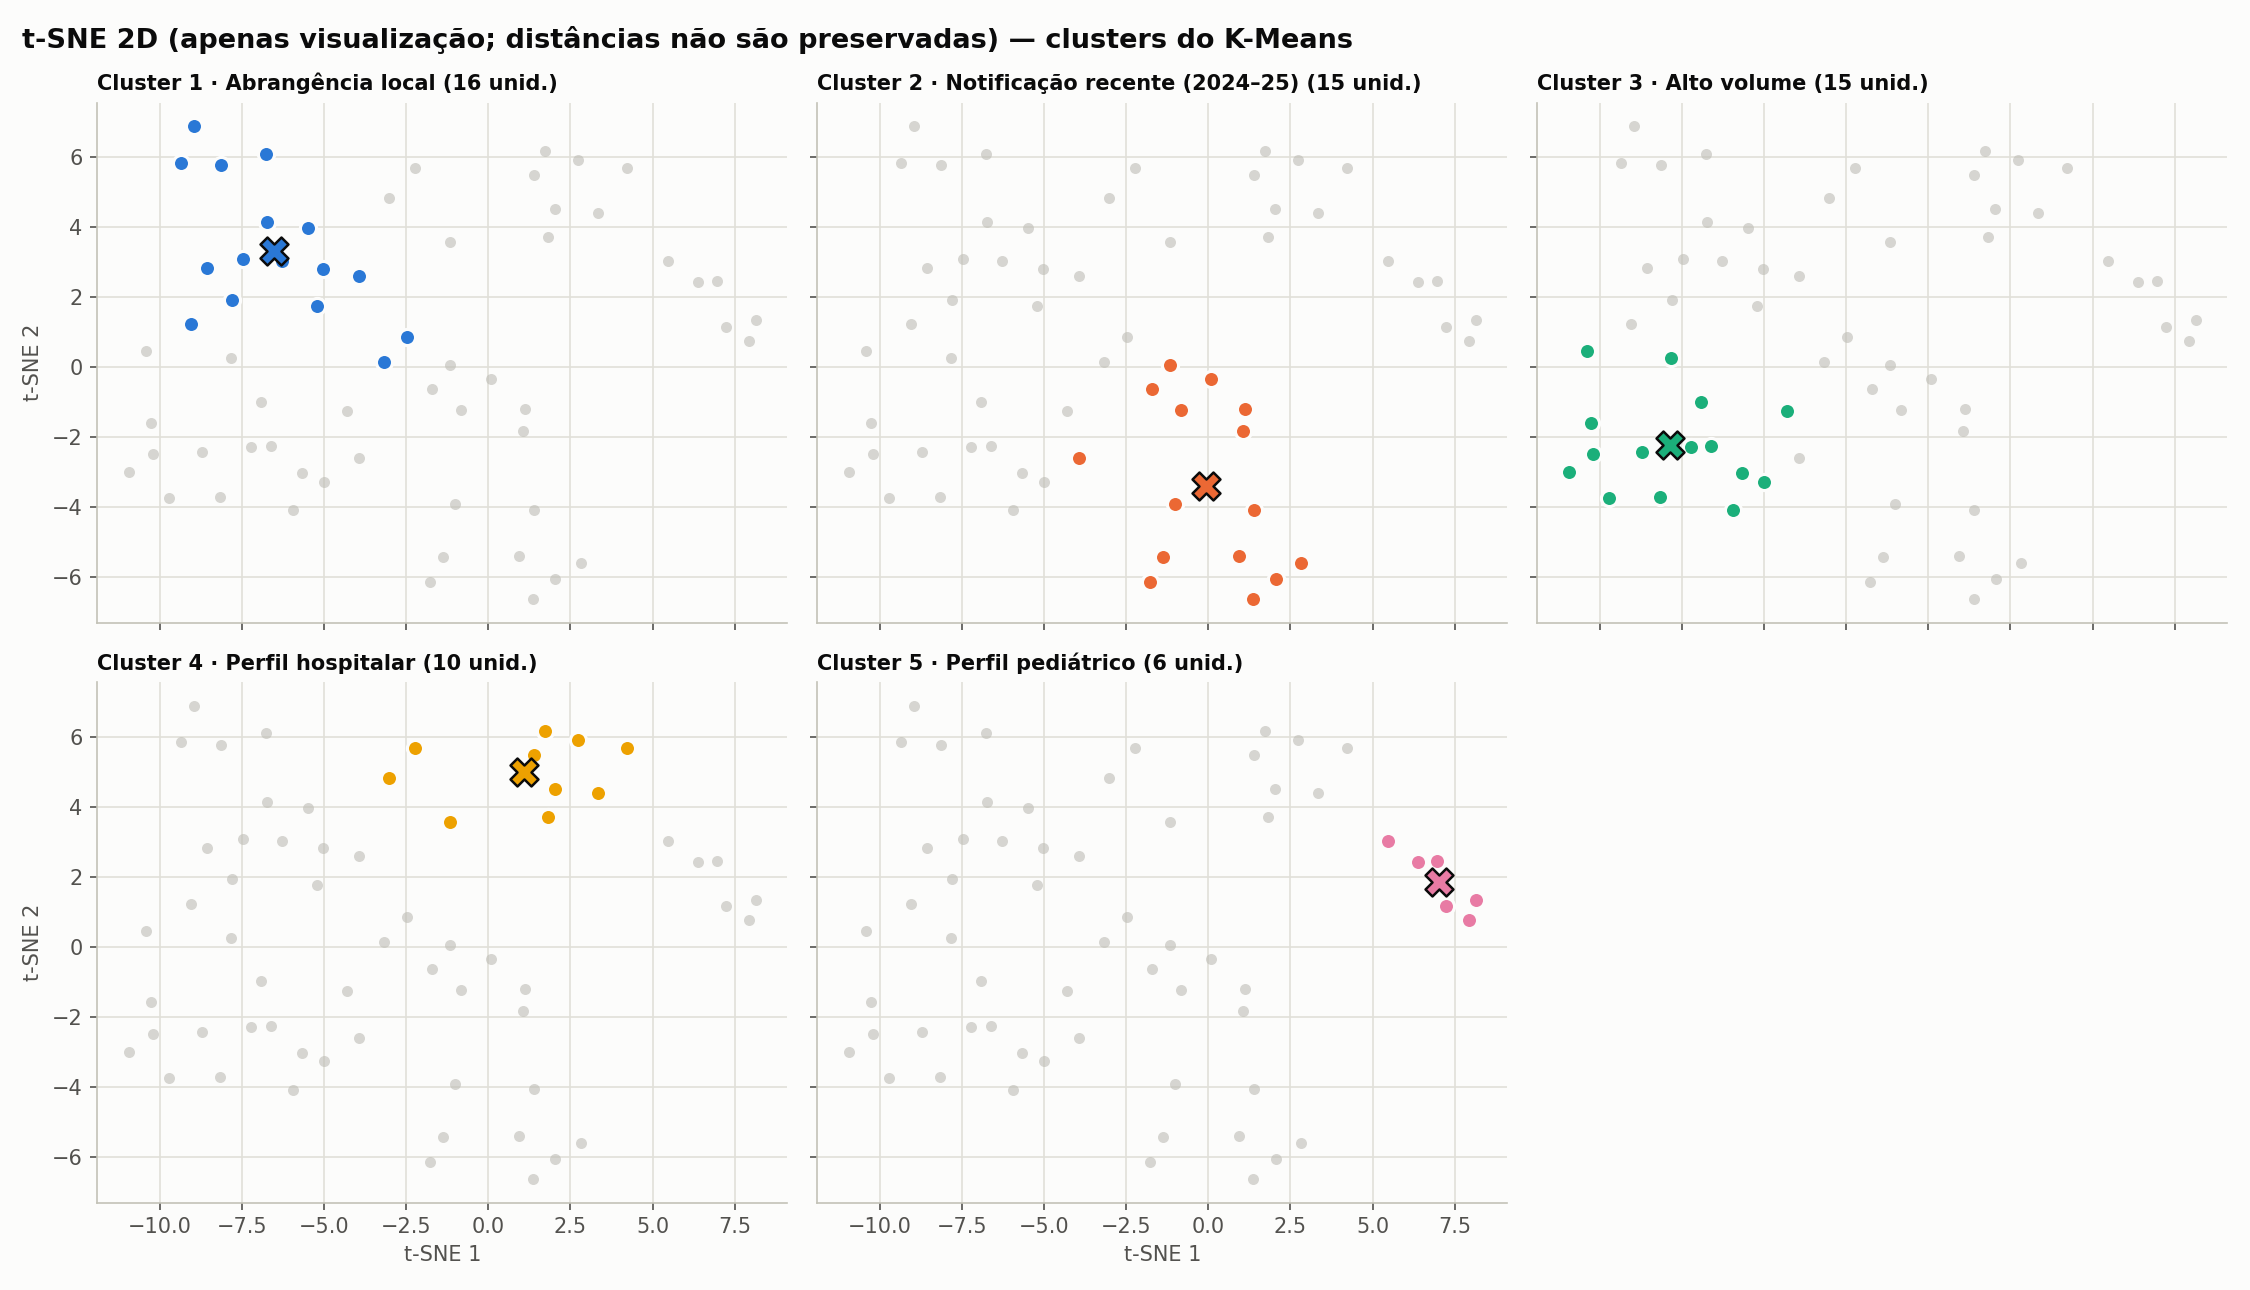 t-SNE 2D (apenas visualização; distâncias não são preservadas) — clusters do K-Means
Cluster 1 · Abrangência local (16 unid.)
Cluster 2 · Notificação recente (2024–25) (15 unid.)
Cluster 3 · Alto volume (15 unid.)
6
4
2
0
−2
−4
−6
t-SNE 2
Cluster 4 · Perfil hospitalar (10 unid.)
Cluster 5 · Perfil pediátrico (6 unid.)
6
4
2
0
−2
−4
−6
t-SNE 2
−10.0 −7.5 −5.0 −2.5 0.0 2.5 5.0 7.5
−10.0 −7.5 −5.0 −2.5 0.0 2.5 5.0 7.5
t-SNE 1
t-SNE 1